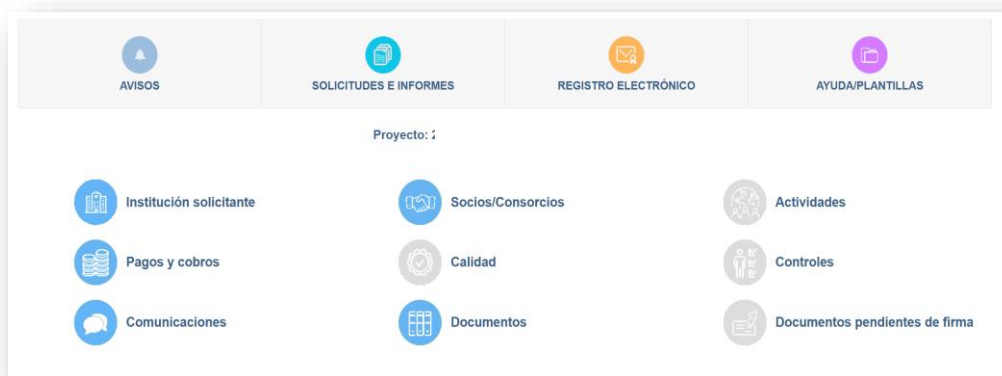 AVISOS
SOLICITUDES E INFORMES
REGISTRO ELECTRÓNICO
AYUDA/PLANTILLAS
Proyecto:
Institución solicitante
Socios/Consorcios
Actividades
Pagos y cobros
Calidad
Controles
Comunicaciones
Documentos
Documentos pendientes de firma